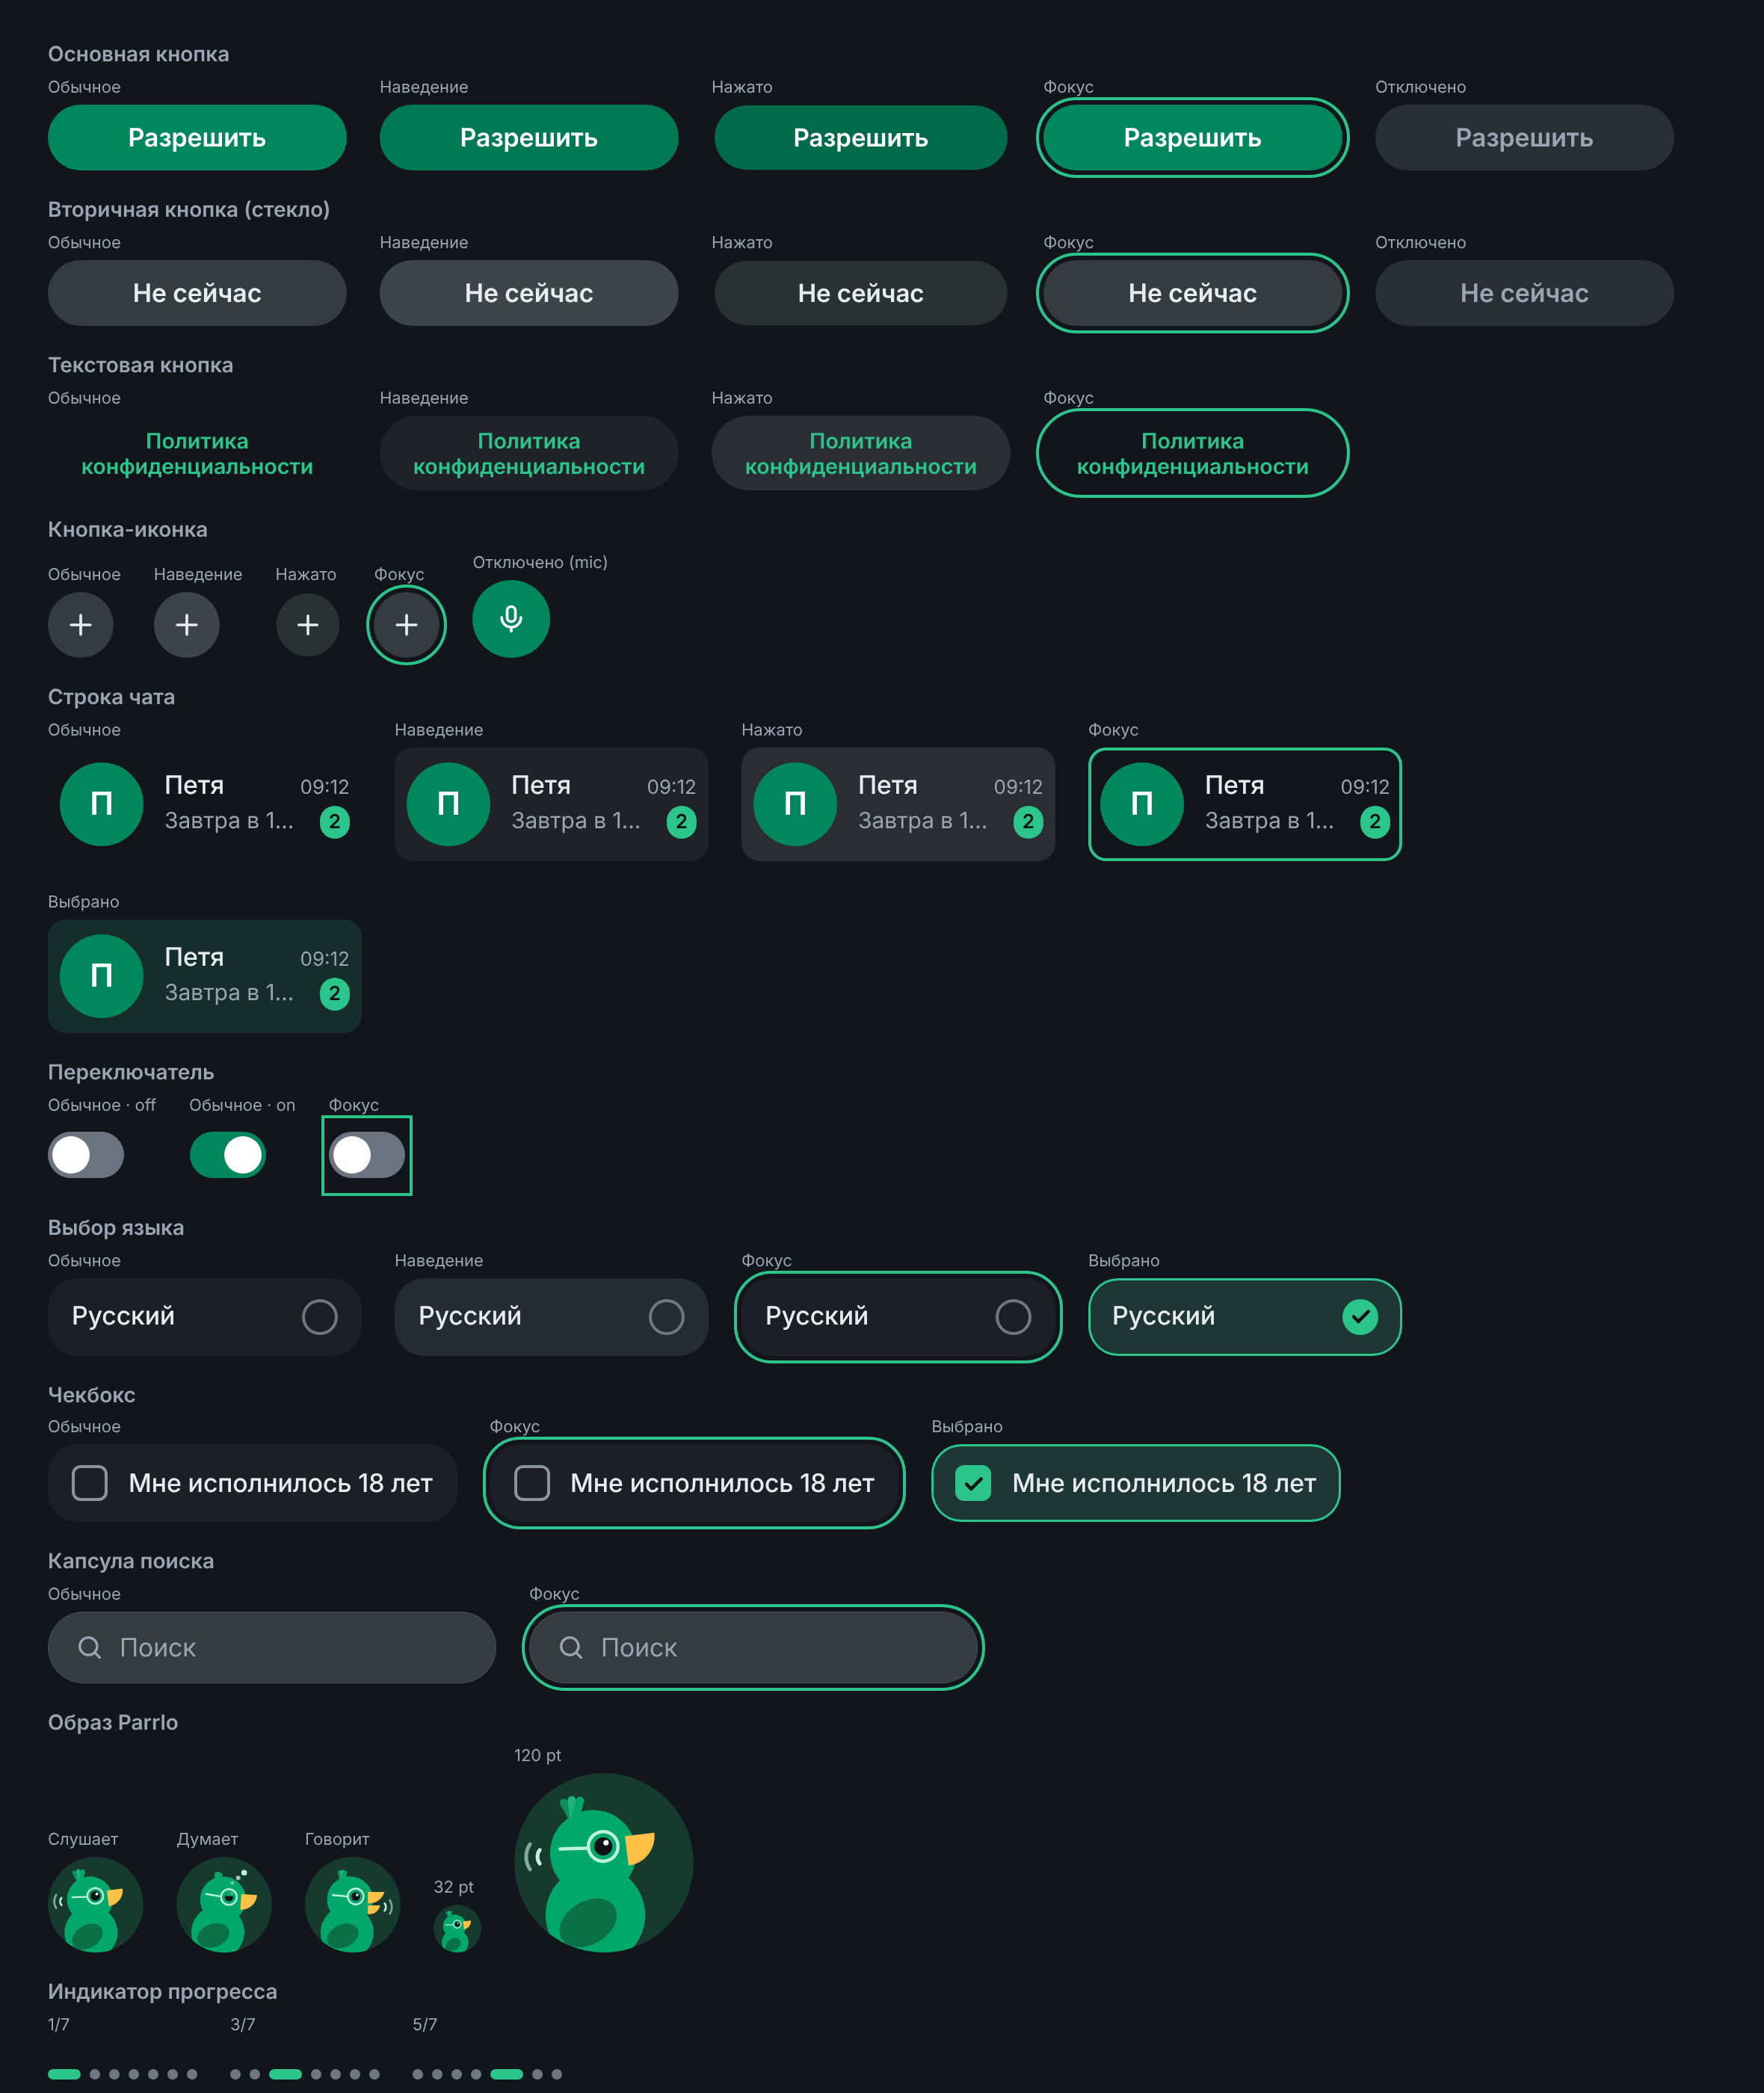 Основная кнопка
Обычное Наведение Нажато Фокус Отключено
Разрешить Разрешить Разрешить Разрешить Разрешить
Вторичная кнопка (стекло)
Обычное Наведение Нажато Фокус Отключено
Не сейчас Не сейчас Не сейчас Не сейчас Не сейчас
Текстовая кнопка
Обычное Наведение Нажато Фокус
Политика Политика Политика Политика
конфиденциальности конфиденциальности конфиденциальности конфиденциальности
Кнопка-иконка
Отключено (mic)
Обычное Наведение Нажато Фокус
Строка чата
Обычное Наведение Нажато Фокус
П Петя 09:12 П Петя 09:12 П Петя 09:12 П Петя 09:12
Завтра в 1... 2 Завтра в 1... 2 Завтра в 1... 2 Завтра в 1... 2
Выбрано
П Петя 09:12
Завтра в 1... 2
Переключатель
Обычное · off Обычное · on Фокус
Выбор языка
Обычное Наведение Фокус Выбрано
Русский Русский Русский Русский
Чекбокс
Обычное Фокус Выбрано
Мне исполнилось 18 лет Мне исполнилось 18 лет Мне исполнилось 18 лет
Капсула поиска
Обычное Фокус
Поиск Поиск
Образ Parrlo
120 pt
Слушает Думает Говорит
32 pt
Индикатор прогресса
1/7 3/7 5/7